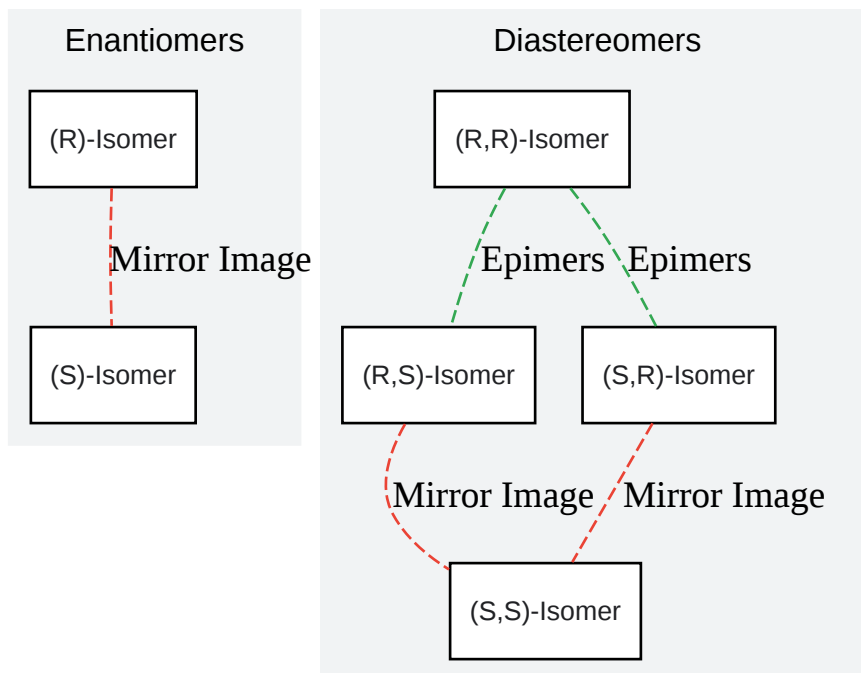 Enantiomers
(R)-Isomer
Mirror Image
(S)-Isomer
Diastereomers
(R,R)-Isomer
Epimers
Epimers
(R,S)-Isomer
(S,R)-Isomer
Mirror Image
Mirror Image
(S,S)-Isomer